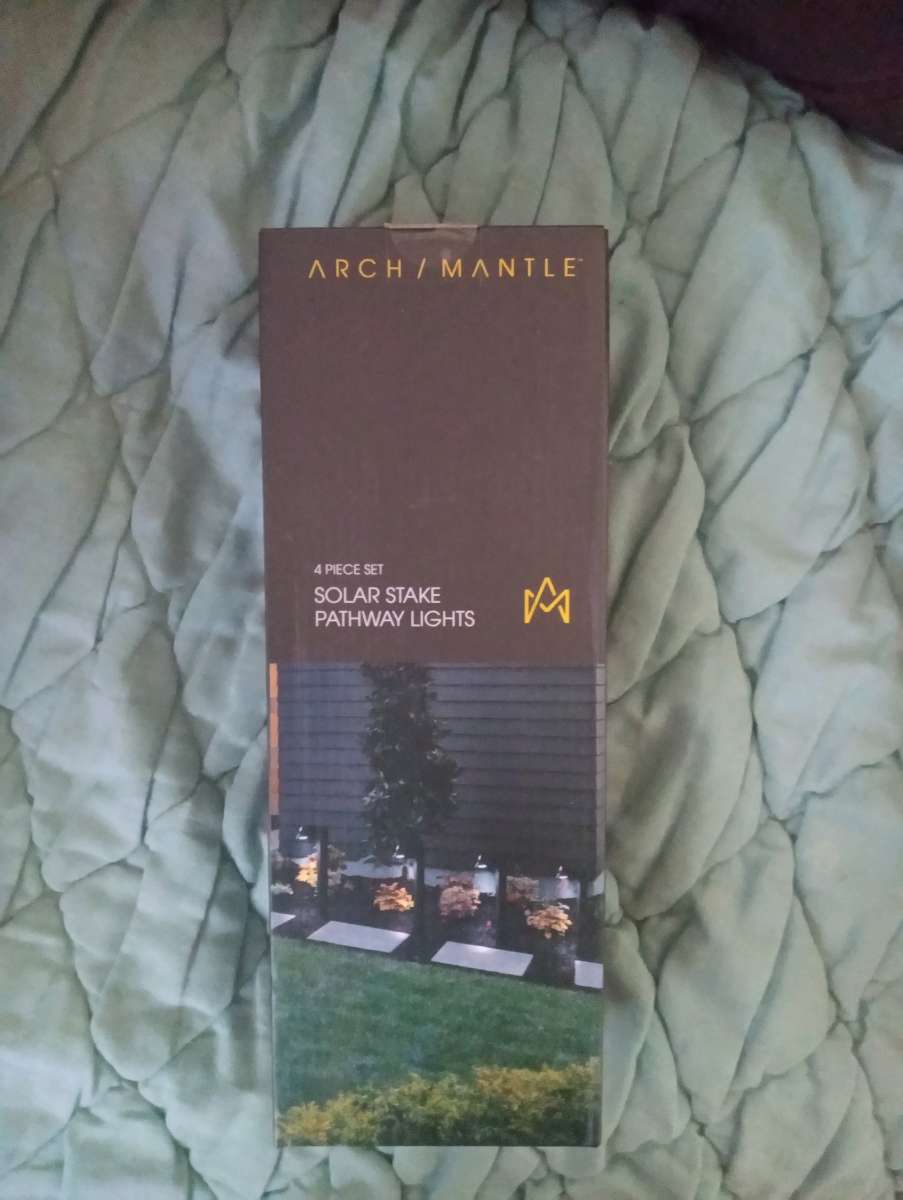 ARCH / MANTLE™
4 PIECE SET
SOLAR STAKE
PATHWAY LIGHTS